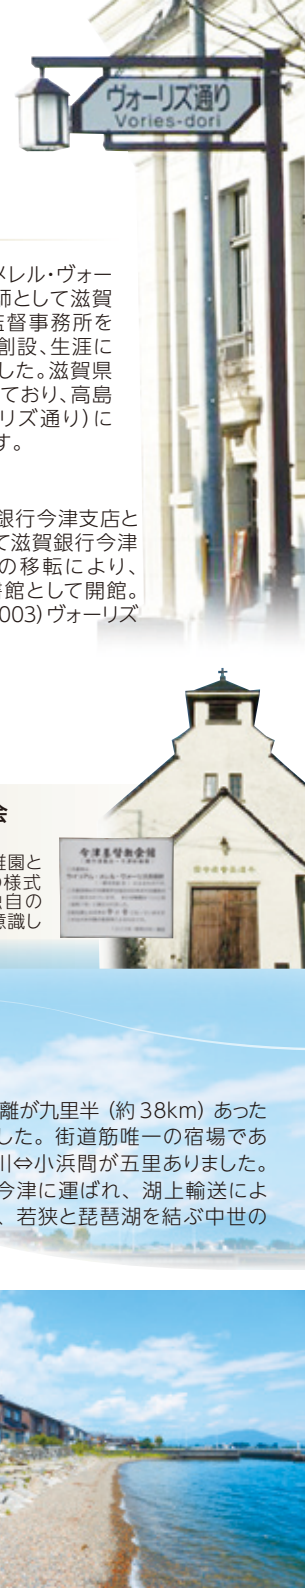 ヴォーリズ通り
Vories-dori
メレル・ヴォー
師として滋賀
監督事務所を
創設、生涯に
した。滋賀県
ており、高島
リズ通り）に
す。
銀行今津支店と
て滋賀銀行今津
の移転により、
館として開館。
003）ヴォーリズ
会
稚園と
様式
独自の
意識し
今津基督教会館
離が九里半（約38km）あった
した。街道筋唯一の宿場であ
川⇔小浜間が五里ありました。
今津に運ばれ、湖上輸送によ
、若狭と琵琶湖を結ぶ中世の